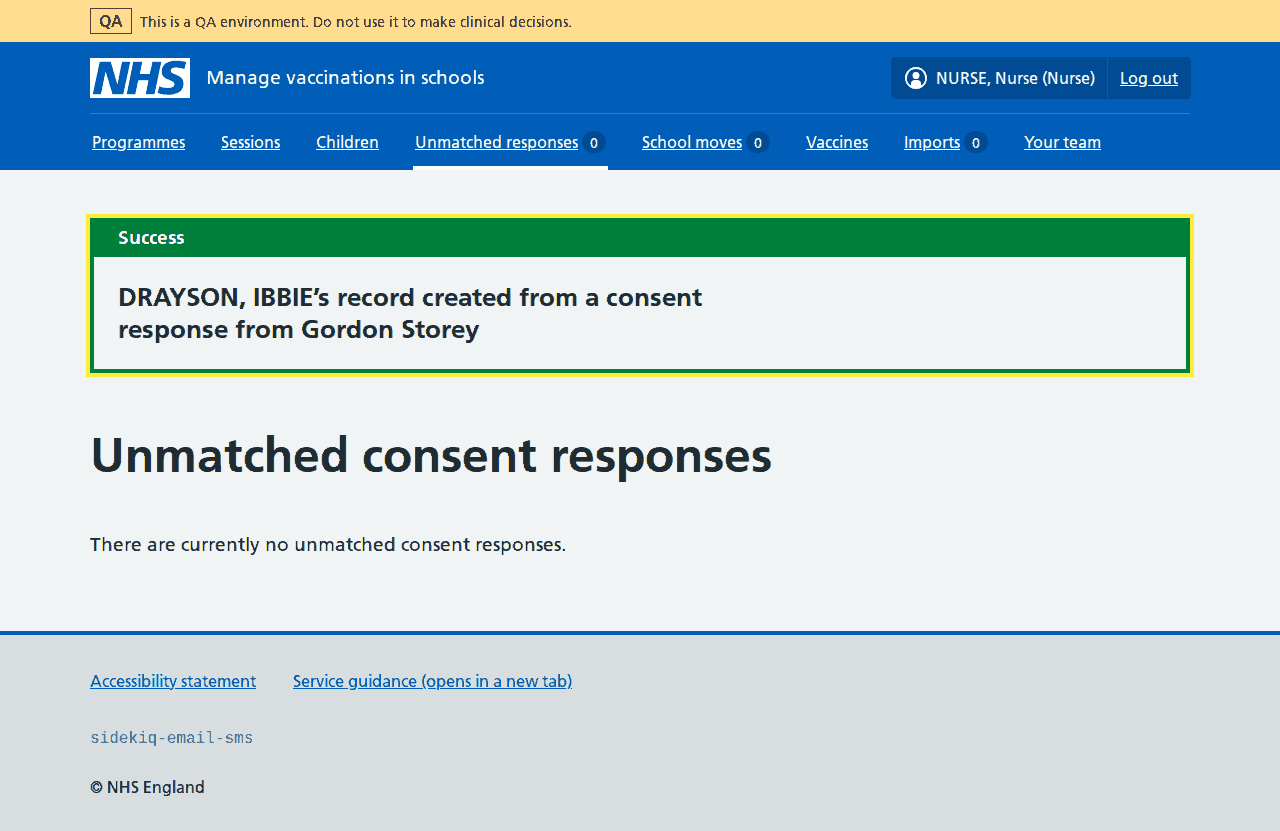 QA This is a QA environment. Do not use it to make clinical decisions.
NHS Manage vaccinations in schools NURSE, Nurse (Nurse) Log out
Programmes Sessions Children Unmatched responses 0 School moves 0 Vaccines Imports 0 Your team
Success
DRAYSON, IBBIE’s record created from a consent
response from Gordon Storey
Unmatched consent responses
There are currently no unmatched consent responses.
Accessibility statement Service guidance (opens in a new tab)
sidekiq-email-sms
© NHS England